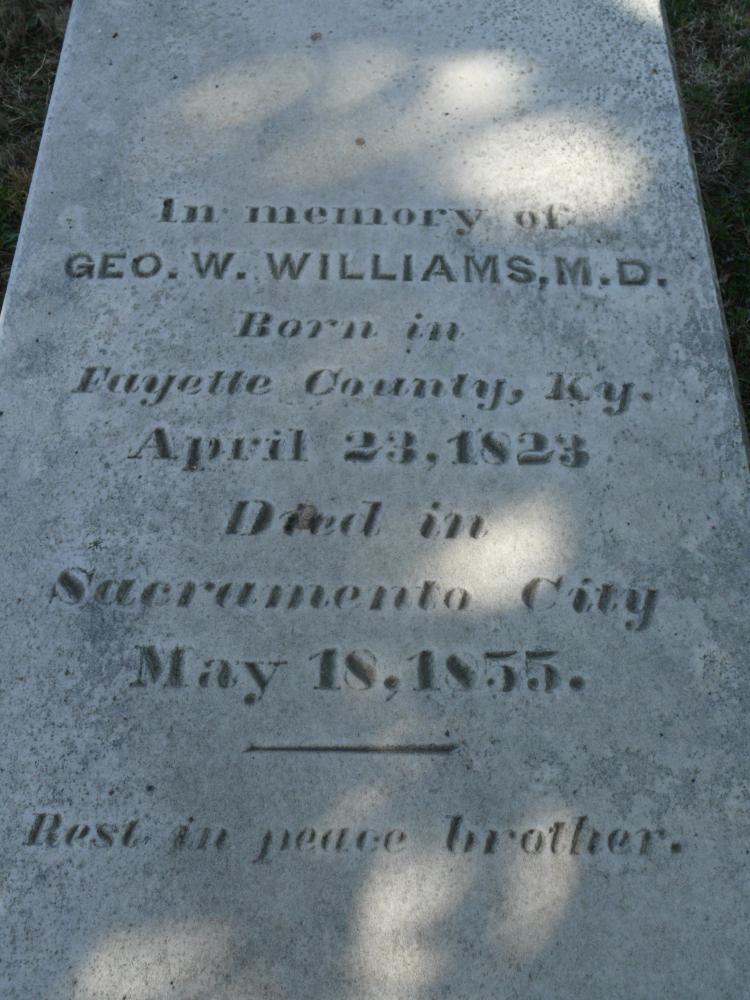 In memory of
GEO. W. WILLIAMS, M.D.
Born in
Fayette County, Ky.
April 23, 1823
Died in
Sacramento City
May 18, 1855.
Rest in peace brother.